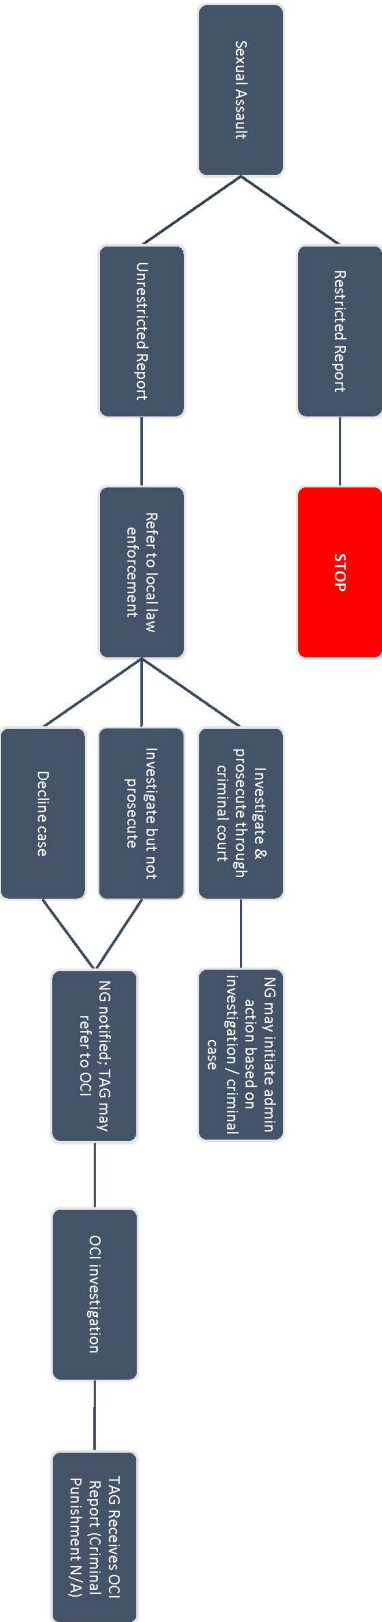 Sexual Assault
Restricted Report
STOP
Unrestricted Report
Refer to local law
enforcement
Investigate &
prosecute through
criminal court
NG may initiate admin
action based on
investigation / criminal
case
Investigate but not
prosecute
Decline case
NG notified; TAG may
refer to OCI
OCI investigation
TAG Receives OCI
Report (Criminal
Punishment N/A)